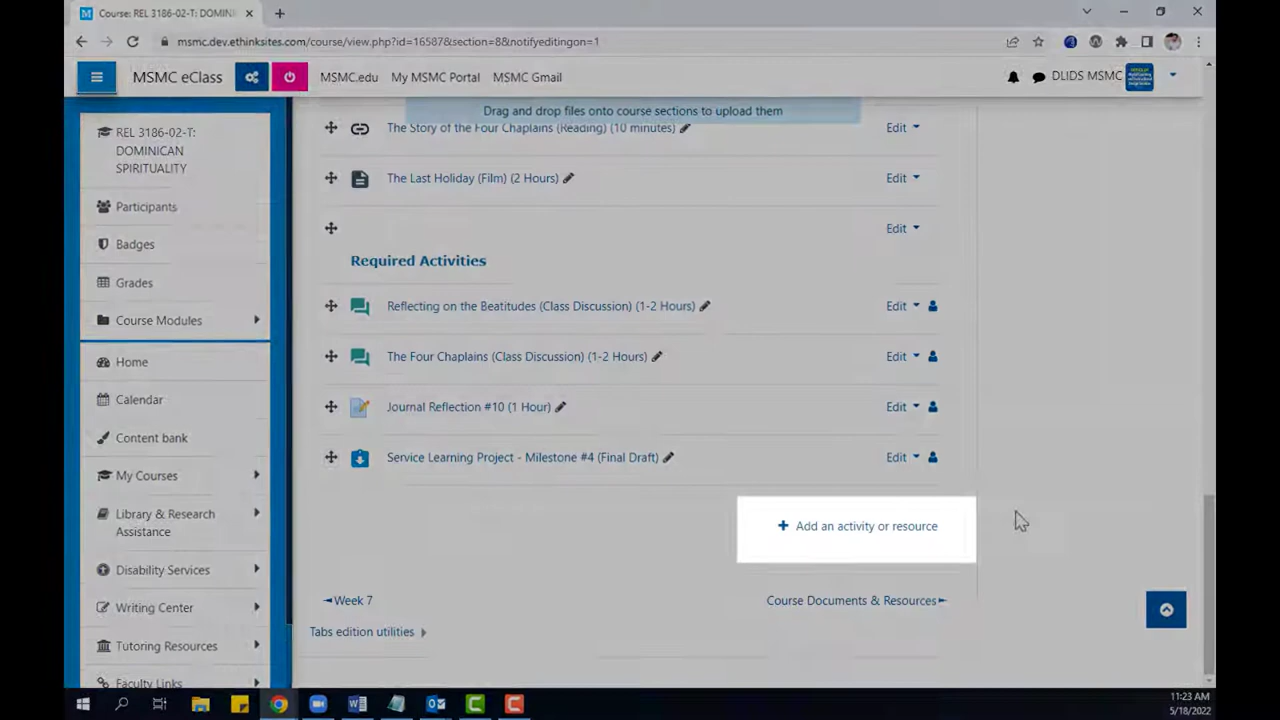 Course: REL 3186-02-T: DOMINI
msmc.dev.ethinksites.com/course/view.php?id=16587&section=8&notifyeditingon=1
MSMC eClass
MSMC.edu
My MSMC Portal
MSMC Gmail
DLIDS MSMC
Drag and drop files onto course sections to upload them
REL 3186-02-T:
DOMINICAN
SPIRITUALITY
Participants
Badges
Grades
Course Modules
Home
Calendar
Content bank
My Courses
Library & Research
Assistance
Disability Services
Writing Center
Tutoring Resources
Faculty Links
The Story of the Four Chaplains (Reading) (10 minutes)
Edit
The Last Holiday (Film) (2 Hours)
Edit
Edit
Required Activities
Reflecting on the Beatitudes (Class Discussion) (1-2 Hours)
Edit
The Four Chaplains (Class Discussion) (1-2 Hours)
Edit
Journal Reflection #10 (1 Hour)
Edit
Service Learning Project - Milestone #4 (Final Draft)
Edit
+ Add an activity or resource
◄Week 7
Course Documents & Resources►
Tabs edition utilities
11:23 AM
5/18/2022